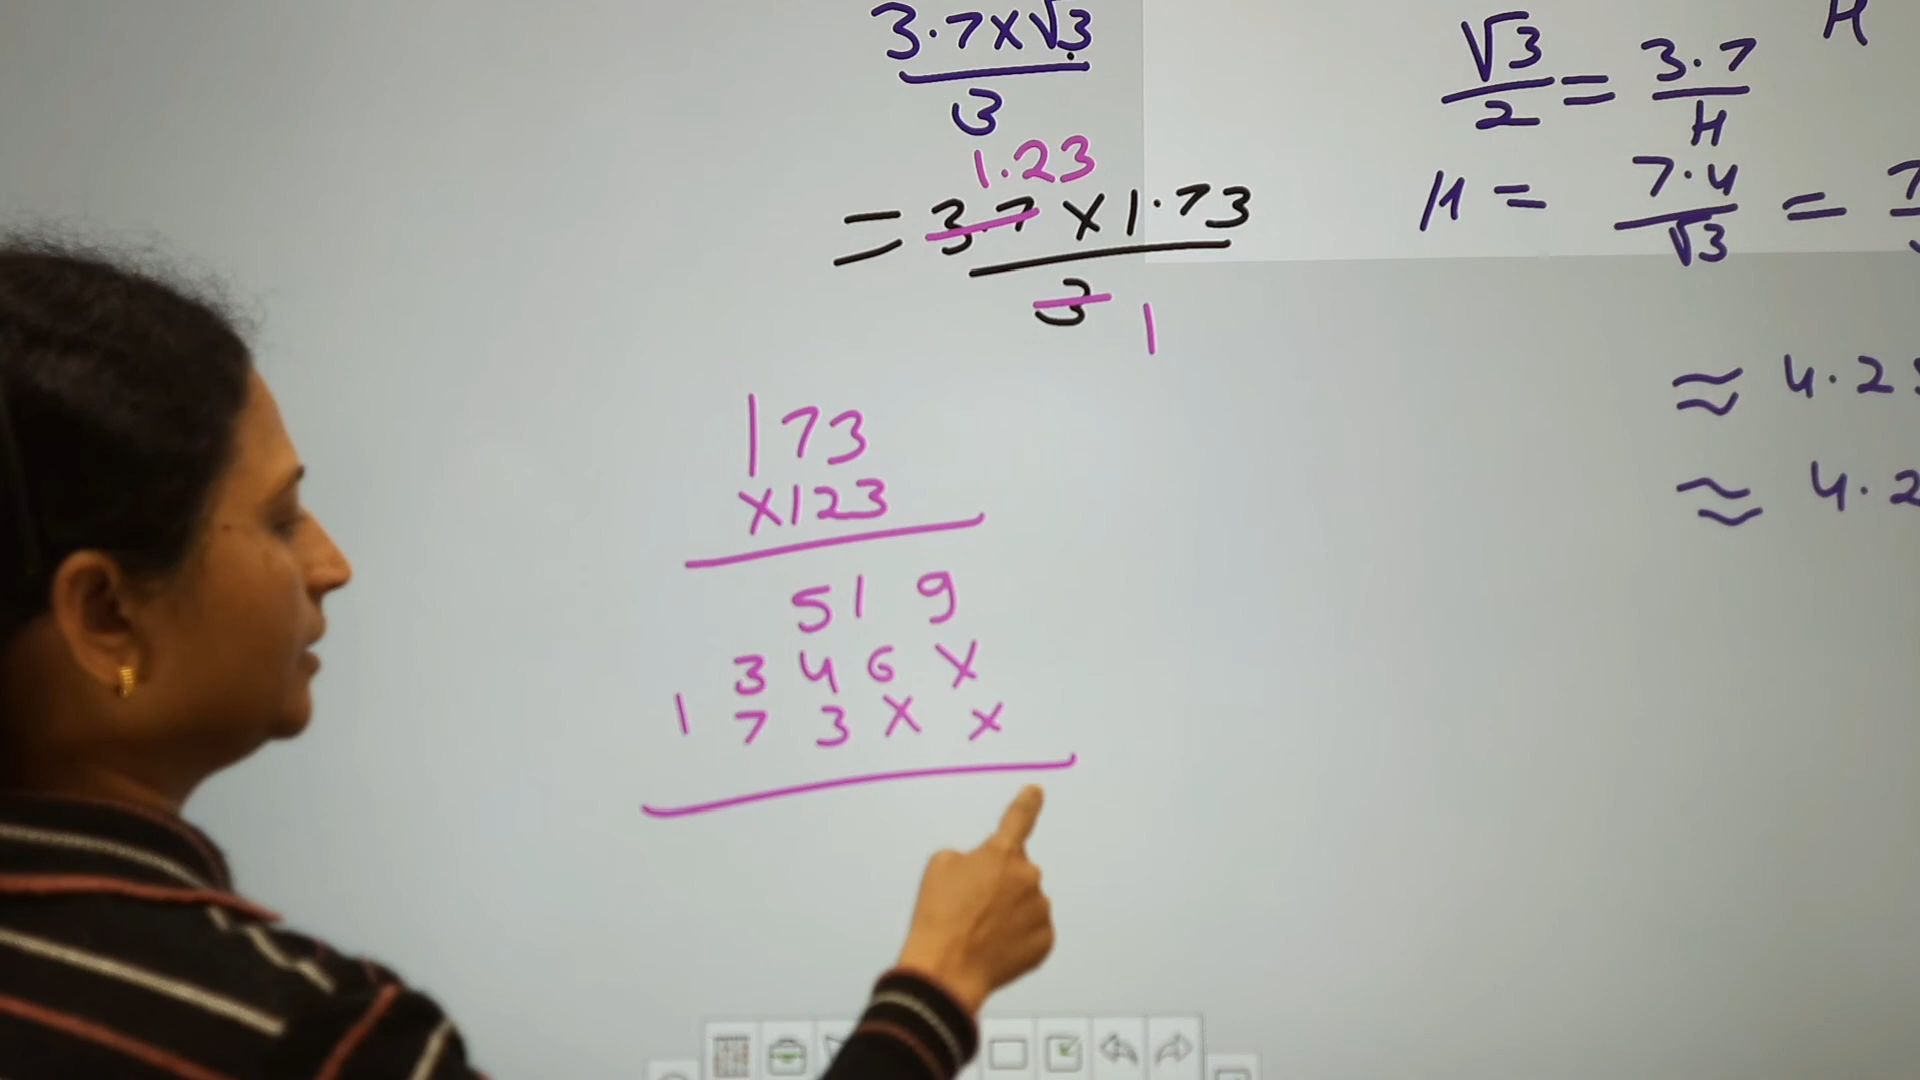 3.7×√3
3
1.23
= 3.7 × 1.73
3 1
173
×123
519
346×
173××
H
√3/2 = 3.7/H
H = 7.4/√3 =
≈ 4.2
≈ 4.2